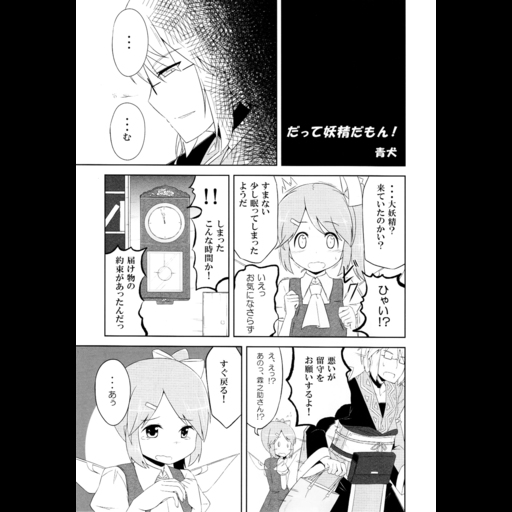 だって妖精だもん!
青犬
・・・
・・・む
・・大妖精?
来ていたのかい?
ひゃい!?
すまない
少し眠ってしまった
ようだ
いえっ
お気になさらず
!!
しまった
こんな時間か!
届け物の
約束があったんだっ
悪いが
留守を
お願いするよ!
え、えっ!?
あのっ、霖之助さん!?
すぐ戻る!
・・・あぅ